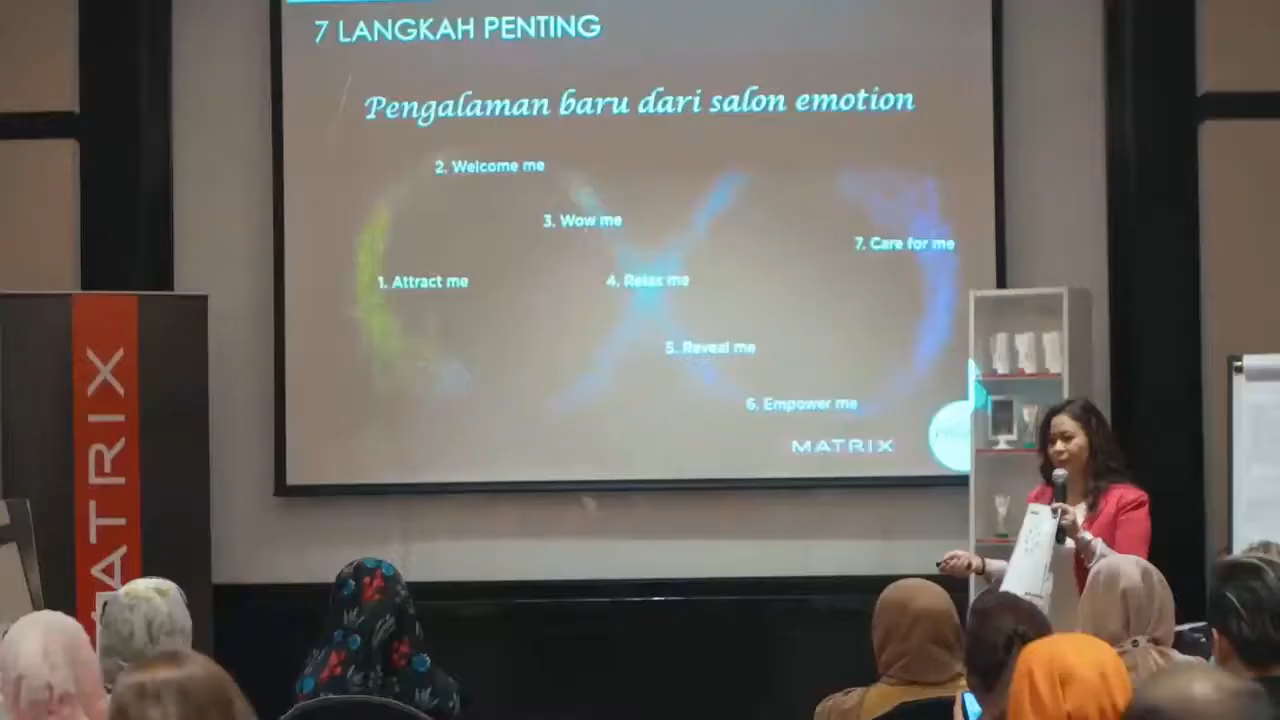 7 LANGKAH PENTING
Pengalaman baru dari salon emotion
2. Welcome me
3. Wow me
7. Care for me
1. Attract me
4. Relax me
5. Reveal me
6. Empower me
MATRIX
MATRIX